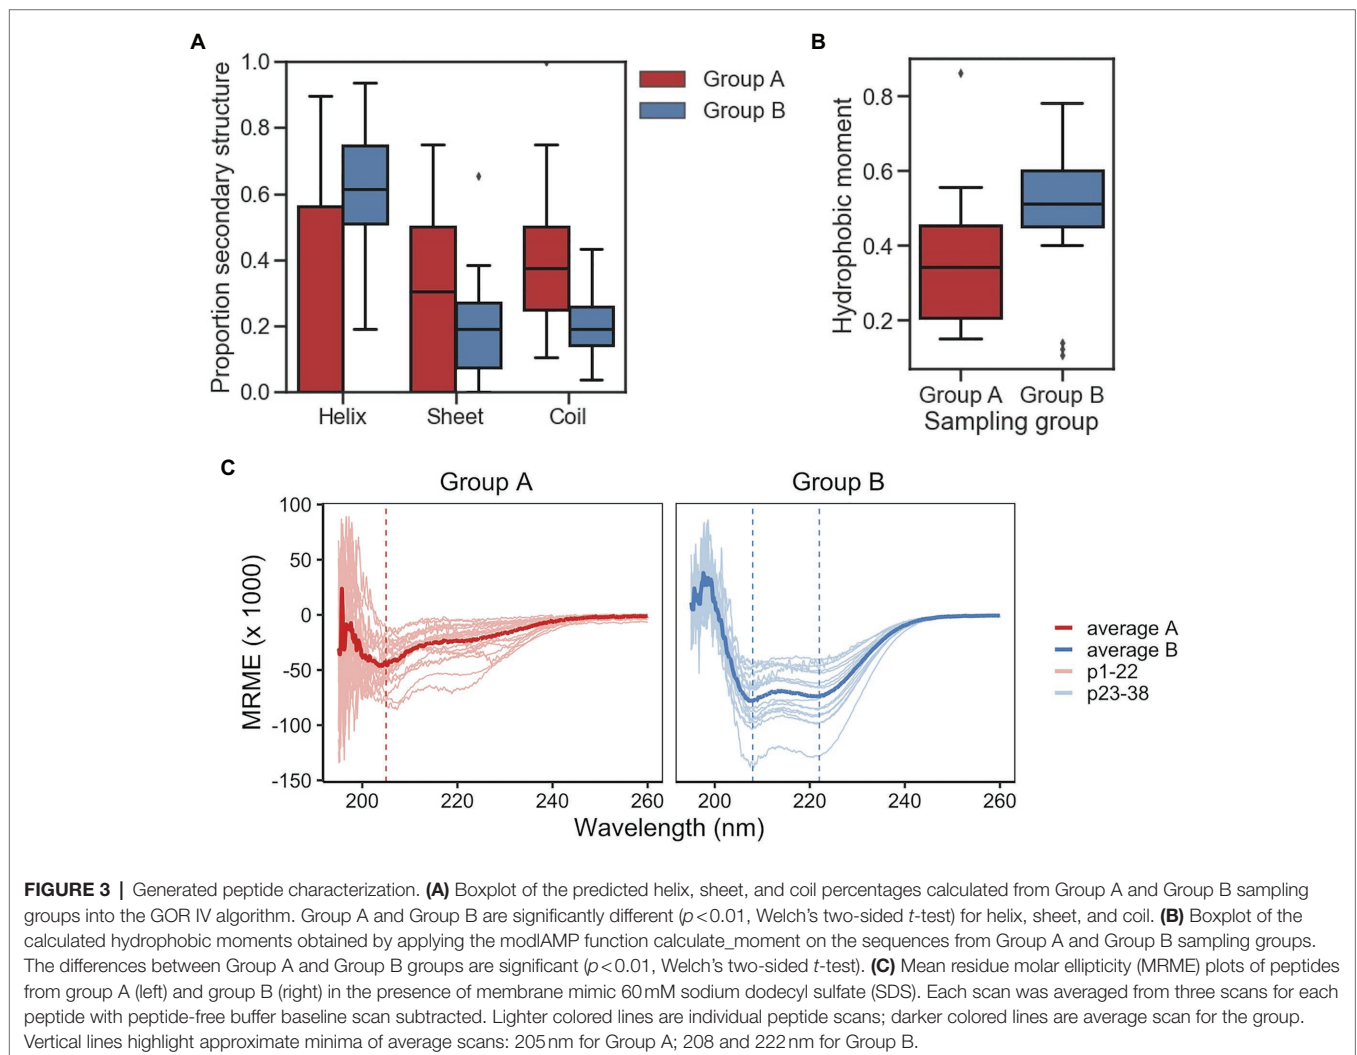 A
B
Proportion secondary structure
1.0
0.8
0.6
0.4
0.2
0.0
Helix
Sheet
Coil
Group A
Group B
Hydrophobic moment
0.8
0.6
0.4
0.2
Group A
Group B
Sampling group
C
Group A
Group B
MRME (x 1000)
100
50
0
-50
-100
-150
200
220
240
260
200
220
240
260
Wavelength (nm)
average A
average B
p1-22
p23-38
FIGURE 3 | Generated peptide characterization. (A) Boxplot of the predicted helix, sheet, and coil percentages calculated from Group A and Group B sampling
groups into the GOR IV algorithm. Group A and Group B are significantly different (p<0.01, Welch's two-sided t-test) for helix, sheet, and coil. (B) Boxplot of the
calculated hydrophobic moments obtained by applying the modlAMP function calculate_moment on the sequences from Group A and Group B sampling groups.
The differences between Group A and Group B groups are significant (p<0.01, Welch's two-sided t-test). (C) Mean residue molar ellipticity (MRME) plots of peptides
from group A (left) and group B (right) in the presence of membrane mimic 60mM sodium dodecyl sulfate (SDS). Each scan was averaged from three scans for each
peptide with peptide-free buffer baseline scan subtracted. Lighter colored lines are individual peptide scans; darker colored lines are average scan for the group.
Vertical lines highlight approximate minima of average scans: 205nm for Group A; 208 and 222nm for Group B.